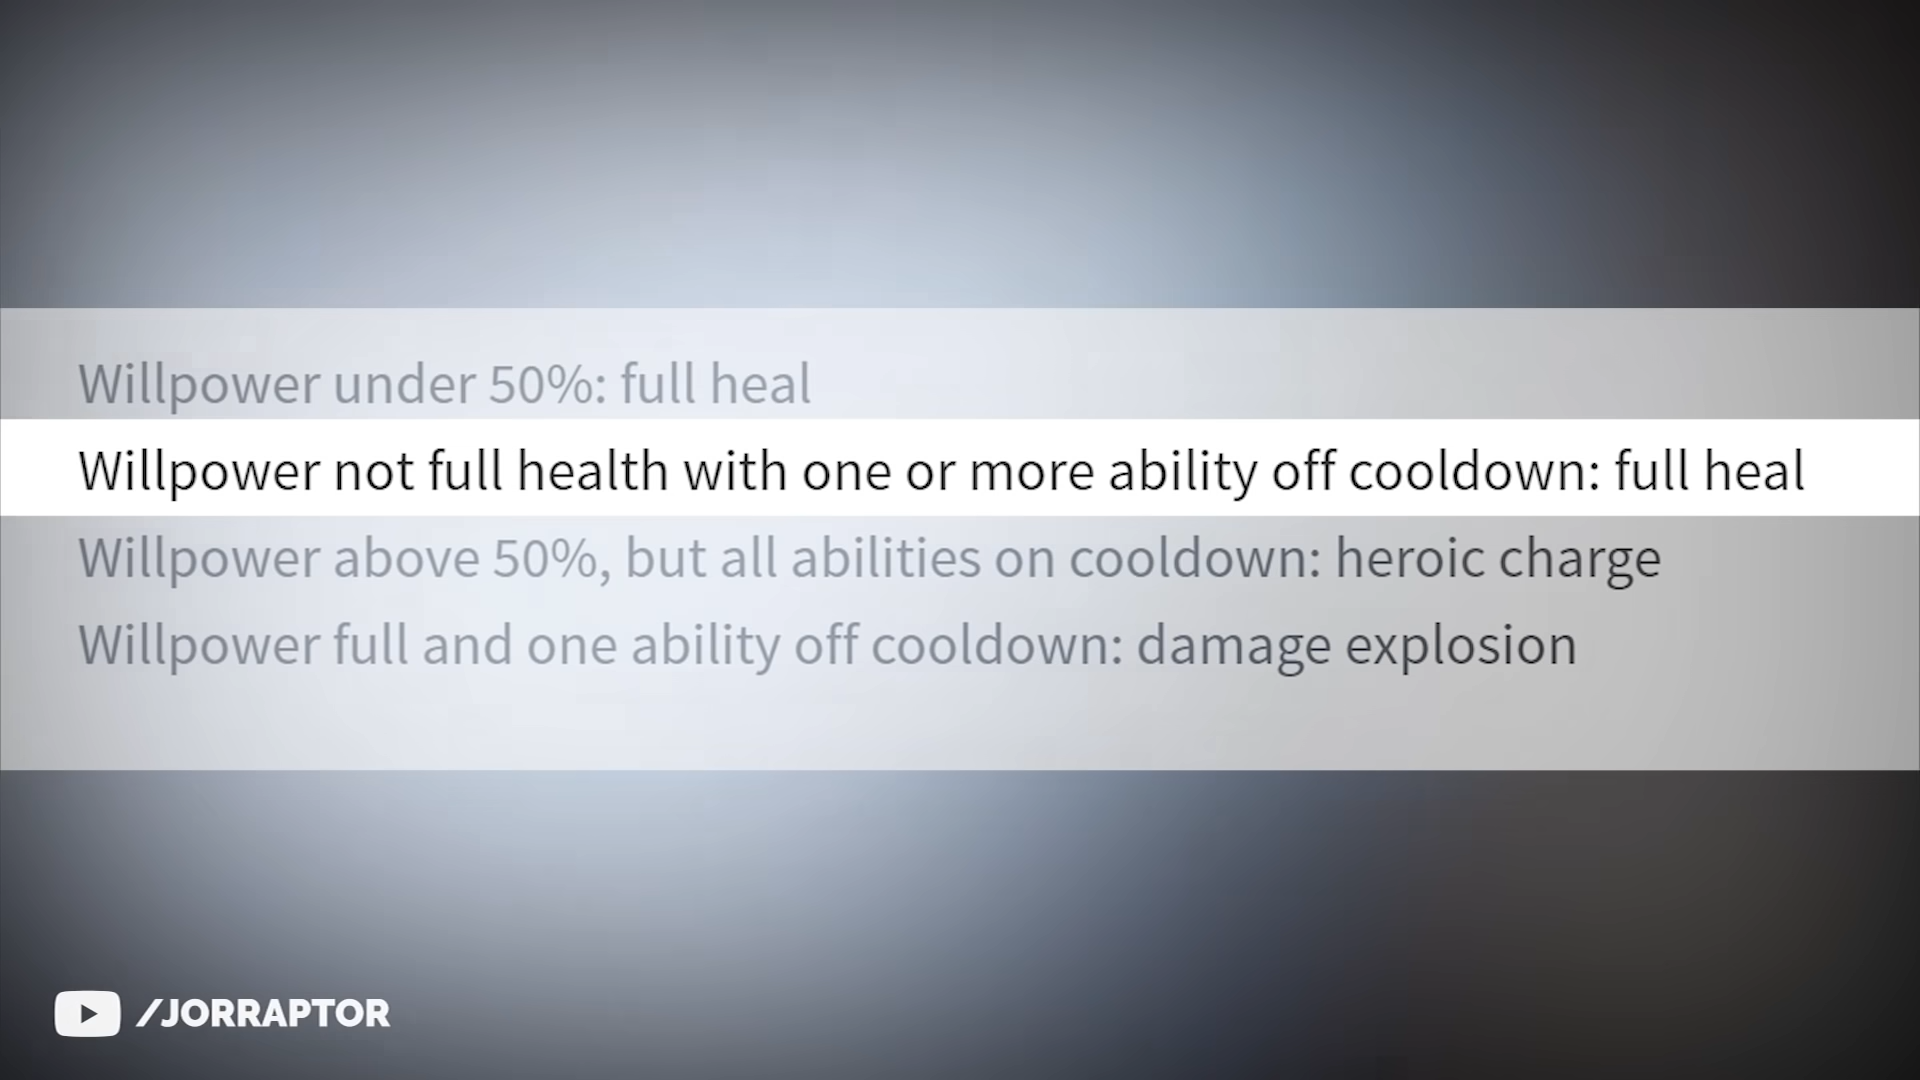 Willpower under 50%: full heal
Willpower not full health with one or more ability off cooldown: full heal
Willpower above 50%, but all abilities on cooldown: heroic charge
Willpower full and one ability off cooldown: damage explosion
/JORRAPTOR